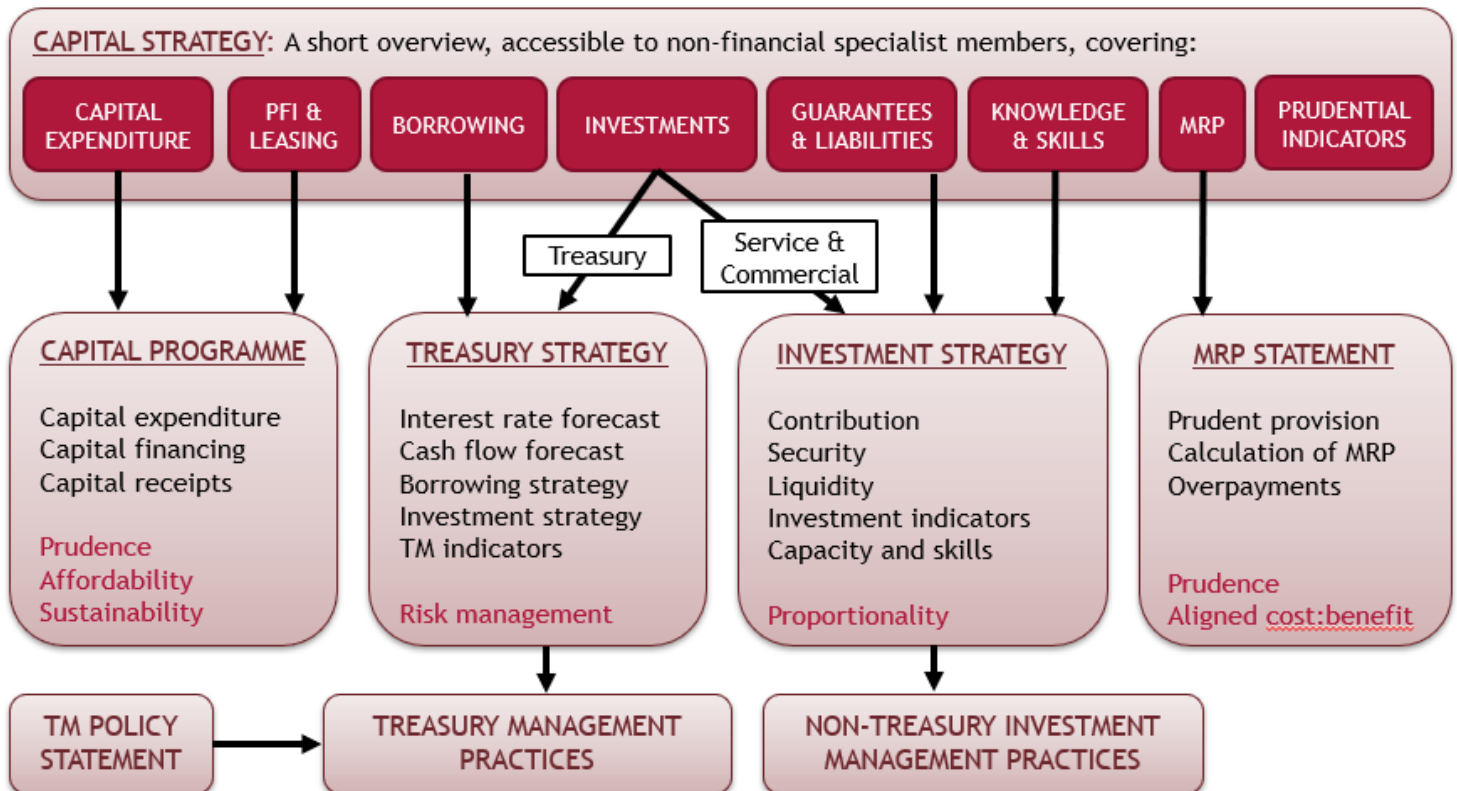 CAPITAL STRATEGY: A short overview, accessible to non-financial specialist members, covering:
CAPITAL
EXPENDITURE
PFI &
LEASING
BORROWING
INVESTMENTS
GUARANTEES
& LIABILITIES
KNOWLEDGE
& SKILLS
MRP
PRUDENTIAL
INDICATORS
Treasury
Service &
Commercial
CAPITAL PROGRAMME
Capital expenditure
Capital financing
Capital receipts
Prudence
Affordability
Sustainability
TREASURY STRATEGY
Interest rate forecast
Cash flow forecast
Borrowing strategy
Investment strategy
TM indicators
Risk management
INVESTMENT STRATEGY
Contribution
Security
Liquidity
Investment indicators
Capacity and skills
Proportionality
MRP STATEMENT
Prudent provision
Calculation of MRP
Overpayments
Prudence
Aligned cost:benefit
TM POLICY
STATEMENT
TREASURY MANAGEMENT
PRACTICES
NON-TREASURY INVESTMENT
MANAGEMENT PRACTICES